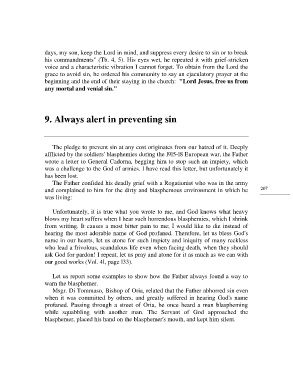 days, my son, keep the Lord in mind, and suppress every desire to sin or to break
his commandments" (Tb. 4, 5). His eyes wet, he repeated it with grief-stricken
voice and a characteristic vibration I cannot forget. To obtain from the Lord the
grace to avoid sin, he ordered his community to say an ejaculatory prayer at the
beginning and the end of their staying in the church: "Lord Jesus, free us from
any mortal and venial sin."
9. Always alert in preventing sin
The pledge to prevent sin at any cost originates from our hatred of it. Deeply
afflicted by the soldiers' blasphemies during the 1915-18 European war, the Father
wrote a letter to General Cadorna, begging him to stop such an impiety, which
was a challenge to the God of armies. I have read this letter, but unfortunately it
has been lost.
The Father confided his deadly grief with a Rogationist who was in the army
and complained to him for the dirty and blasphemous environment in which he
was living:
207
Unfortunately, it is true what you wrote to me, and God knows what heavy
blows my heart suffers when I hear such horrendous blasphemies, which I shrink
from writing. It causes a most bitter pain to me; I would like to die instead of
hearing the most adorable name of God profaned. Therefore, let us bless God's
name in our hearts, let us atone for such impiety and iniquity of many reckless
who lead a frivolous, scandalous life even when facing death, when they should
ask God for pardon! I repeat, let us pray and atone for it as much as we can with
our good works (Vol. 41, page 133).
Let us report some examples to show how the Father always found a way to
warn the blasphemer.
Msgr. Di Tommaso, Bishop of Oria, related that the Father abhorred sin even
when it was committed by others, and greatly suffered in hearing God's name
profaned. Passing through a street of Oria, he once heard a man blaspheming
while squabbling with another man. The Servant of God approached the
blasphemer, placed his hand on the blasphemer's mouth, and kept him silent.